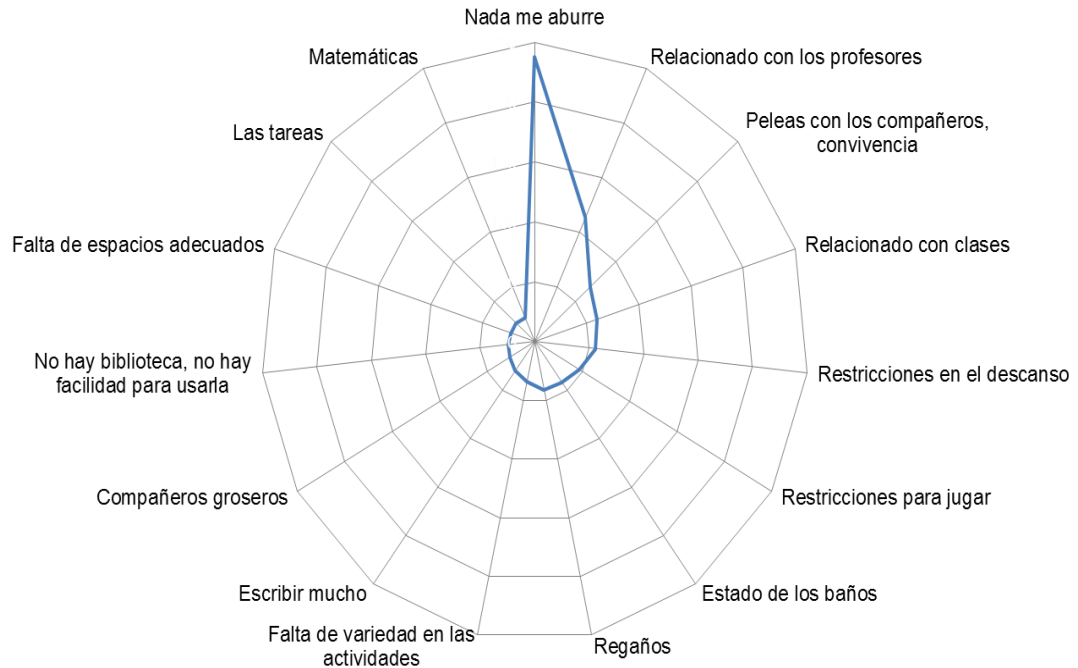 Nada me aburre
Relacionado con los profesores
Peleas con los compañeros,
convivencia
Relacionado con clases
Restricciones en el descanso
Restricciones para jugar
Estado de los baños
Regaños
Falta de variedad en las
actividades
Escribir mucho
Compañeros groseros
No hay biblioteca, no hay
facilidad para usarla
Falta de espacios adecuados
Las tareas
Matemáticas